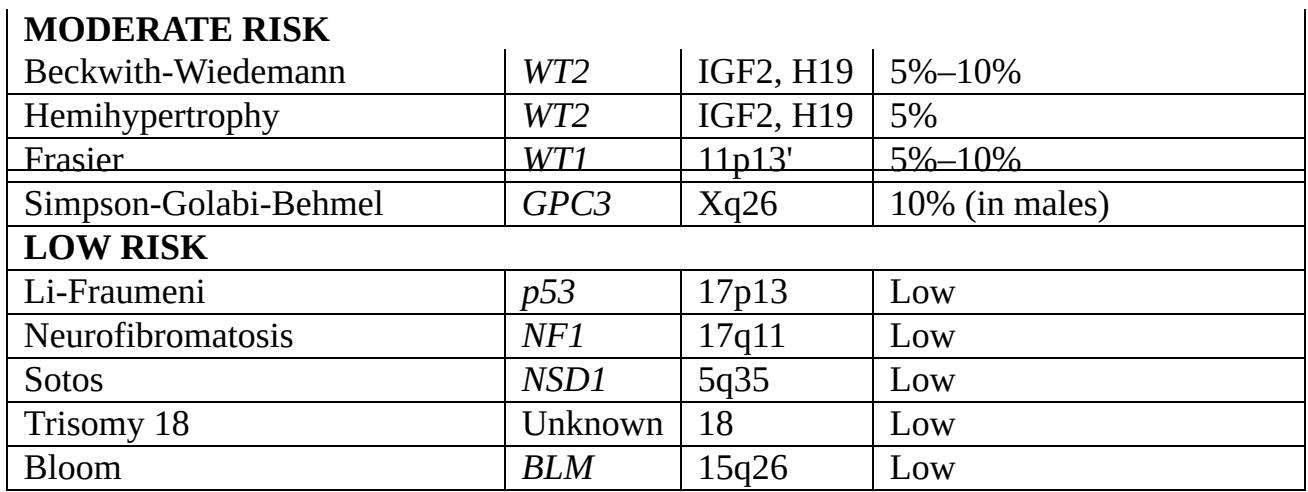 MODERATE RISK
Beckwith-Wiedemann WT2 IGF2, H19 5%–10%
Hemihypertrophy WT2 IGF2, H19 5%
Frasier WT1 11p13' 5%–10%
Simpson-Golabi-Behmel GPC3 Xq26 10% (in males)
LOW RISK
Li-Fraumeni p53 17p13 Low
Neurofibromatosis NF1 17q11 Low
Sotos NSD1 5q35 Low
Trisomy 18 Unknown 18 Low
Bloom BLM 15q26 Low